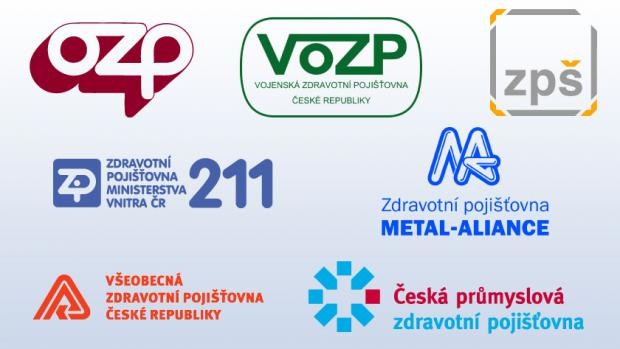 OZP
VoZP
VOJENSKÁ ZDRAVOTNÍ POJIŠŤOVNA
ČESKÉ REPUBLIKY
zpš
ZP
ZDRAVOTNÍ
POJIŠŤOVNA
MINISTERSTVA
VNITRA ČR
211
Zdravotní pojišťovna
METAL-ALIANCE
VŠEOBECNÁ
ZDRAVOTNÍ POJIŠŤOVNA
ČESKÉ REPUBLIKY
Česká průmyslová
zdravotní pojišťovna